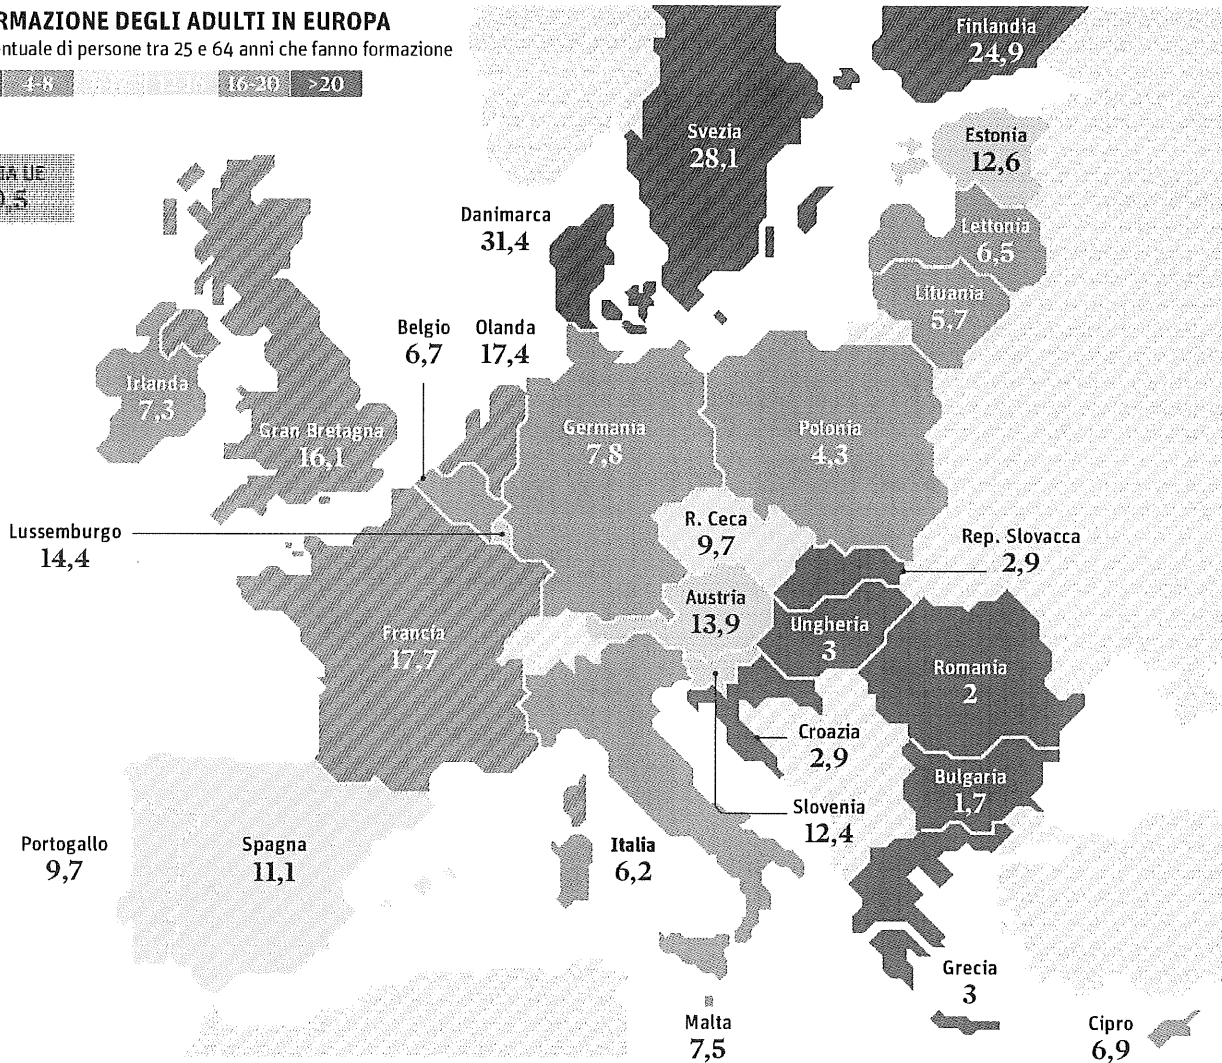 RMAZIONE DEGLI ADULTI IN EUROPA
entuale di persone tra 25 e 64 anni che fanno formazione
4-8 16-20 >20
IA UE
Finlandia
24,9
Svezia
28,1
Estonia
12,6
Danimarca
31,4
Lettonia
6,5
Lituania
5,7
Belgio
6,7
Olanda
17,4
Irlanda
7,3
Gran Bretagna
16,1
Germania
7,8
Polonia
4,3
Lussemburgo
14,4
R. Ceca
9,7
Rep. Slovacca
2,9
Austria
13,9
Ungheria
3
Francia
17,7
Romania
2
Croazia
2,9
Bulgaria
1,7
Slovenia
12,4
Portogallo
9,7
Spagna
11,1
Italia
6,2
Grecia
3
Malta
7,5
Cipro
6,9